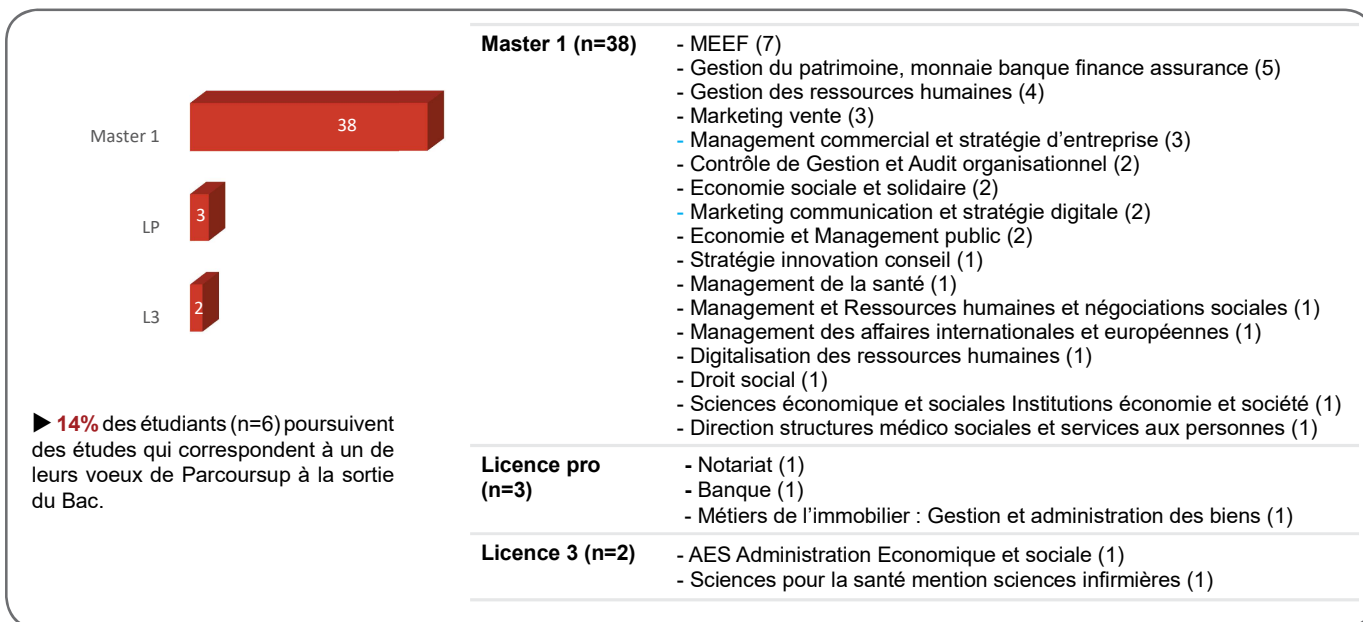 Master 1
38
LP
3
L3
2
▶ 14% des étudiants (n=6) poursuivent
des études qui correspondent à un de
leurs voeux de Parcoursup à la sortie
du Bac.
Master 1 (n=38)
- MEEF (7)
- Gestion du patrimoine, monnaie banque finance assurance (5)
- Gestion des ressources humaines (4)
- Marketing vente (3)
- Management commercial et stratégie d'entreprise (3)
- Contrôle de Gestion et Audit organisationnel (2)
- Economie sociale et solidaire (2)
- Marketing communication et stratégie digitale (2)
- Economie et Management public (2)
- Stratégie innovation conseil (1)
- Management de la santé (1)
- Management et Ressources humaines et négociations sociales (1)
- Management des affaires internationales et européennes (1)
- Digitalisation des ressources humaines (1)
- Droit social (1)
- Sciences économique et sociales Institutions économie et société (1)
- Direction structures médico sociales et services aux personnes (1)
Licence pro
(n=3)
- Notariat (1)
- Banque (1)
- Métiers de l'immobilier : Gestion et administration des biens (1)
Licence 3 (n=2)
- AES Administration Economique et sociale (1)
- Sciences pour la santé mention sciences infirmières (1)